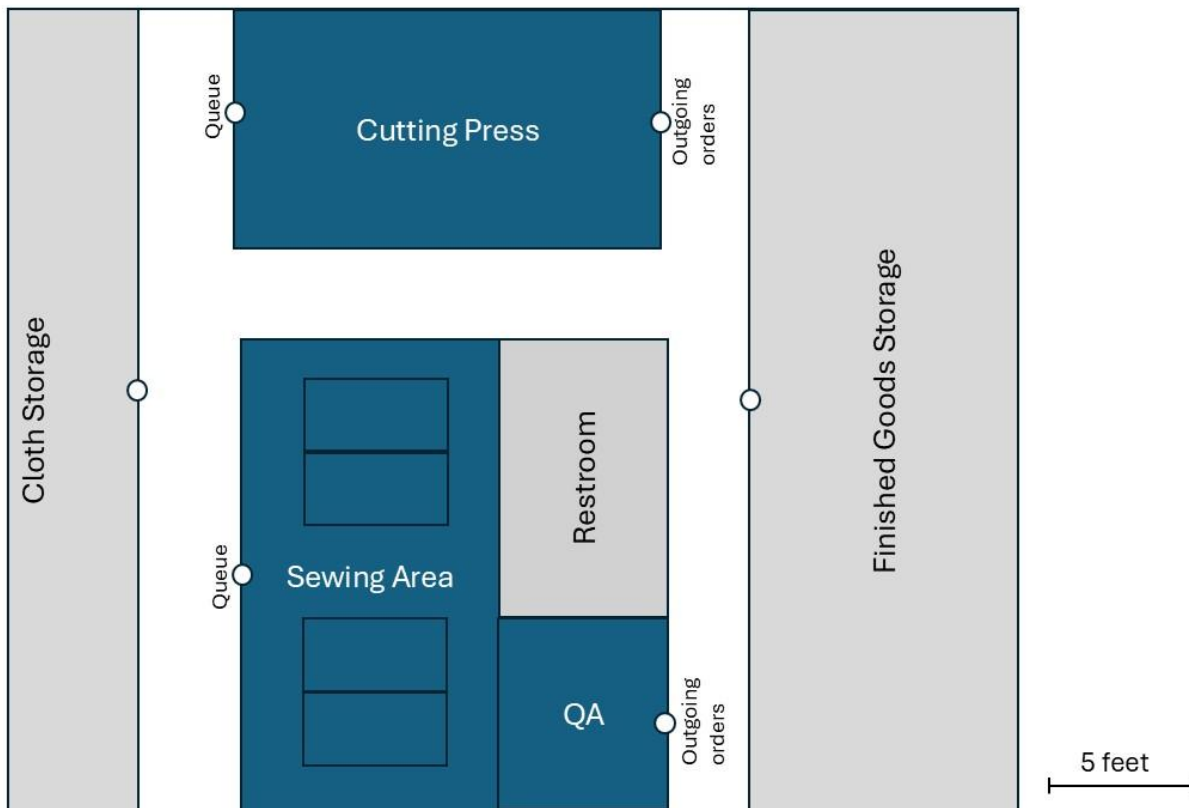 Queue
Cutting Press
Outgoing
orders
Cloth Storage
Finished Goods Storage
Restroom
Queue
Sewing Area
QA
Outgoing
orders
5 feet